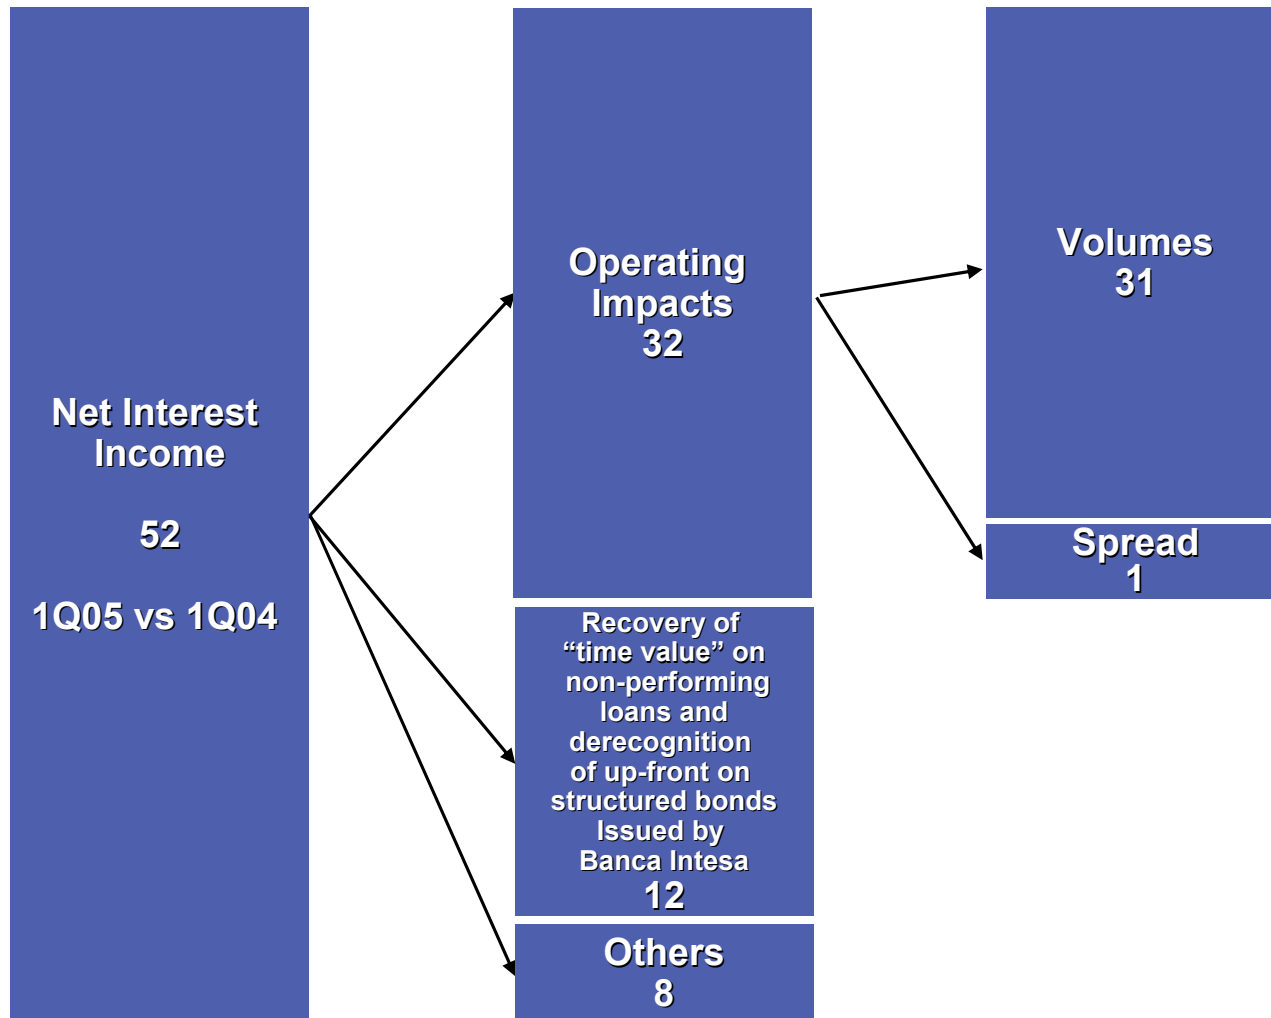 Net Interest
Income
52
1Q05 vs 1Q04
Operating
Impacts
32
Recovery of
“time value” on
non-performing
loans and
derecognition
of up-front on
structured bonds
Issued by
Banca Intesa
12
Others
8
Volumes
31
Spread
1